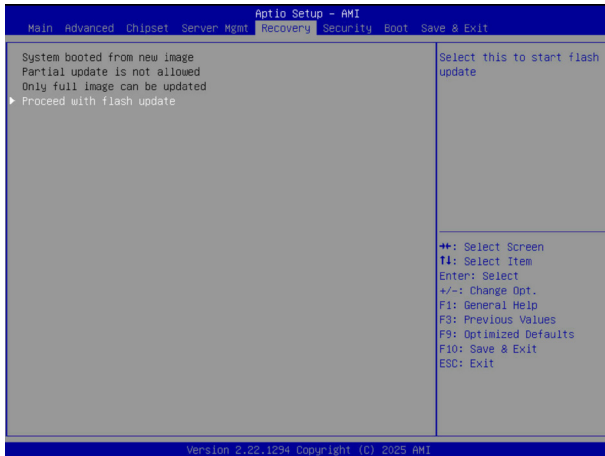 Aptio Setup – AMI
Main Advanced Chipset Server Mgmt Recovery Security Boot Save & Exit
System booted from new image
Partial update is not allowed
Only full image can be updated
Proceed with flash update
Select this to start flash
update
→←: Select Screen
↑↓: Select Item
Enter: Select
+/-: Change Opt.
F1: General Help
F3: Previous Values
F9: Optimized Defaults
F10: Save & Exit
ESC: Exit
Version 2.22.1294 Copyright (C) 2025 AMI